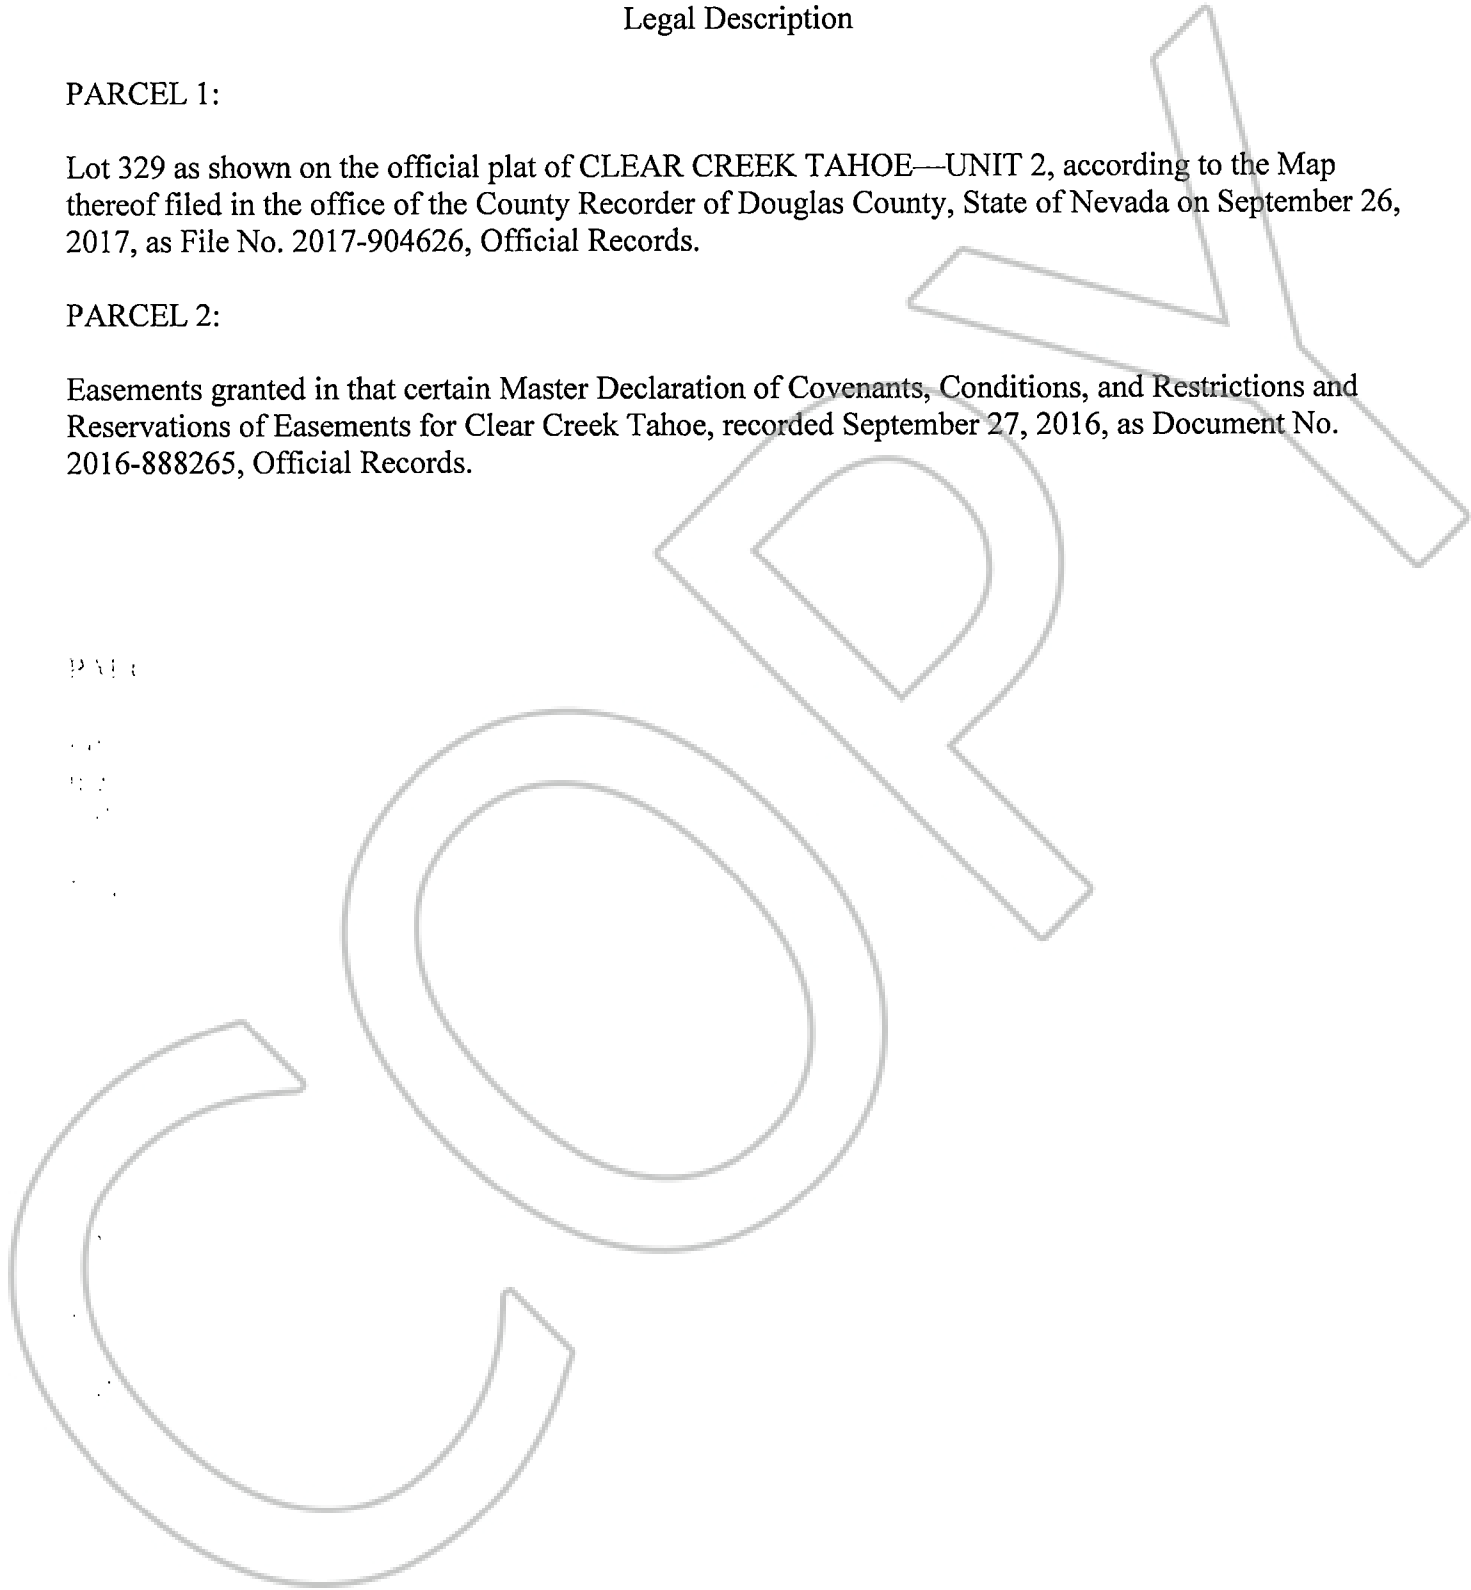 Legal Description
PARCEL 1:
Lot 329 as shown on the official plat of CLEAR CREEK TAHOE—UNIT 2, according to the Map
thereof filed in the office of the County Recorder of Douglas County, State of Nevada on September 26,
2017, as File No. 2017-904626, Official Records.
PARCEL 2:
Easements granted in that certain Master Declaration of Covenants, Conditions, and Restrictions and
Reservations of Easements for Clear Creek Tahoe, recorded September 27, 2016, as Document No.
2016-888265, Official Records.
COPY